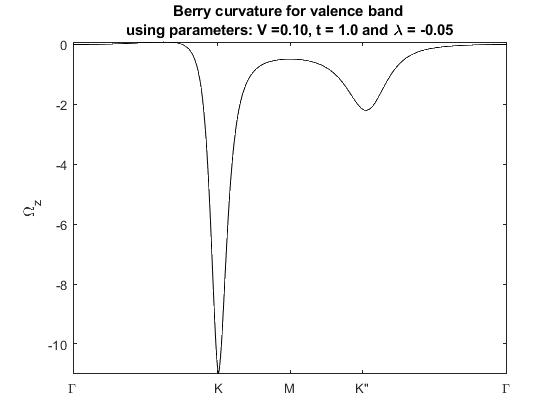 Berry curvature for valence band
using parameters: V =0.10, t = 1.0 and λ = -0.05
0
-2
-4
-6
-8
-10
Ωz
Γ K M K" Γ